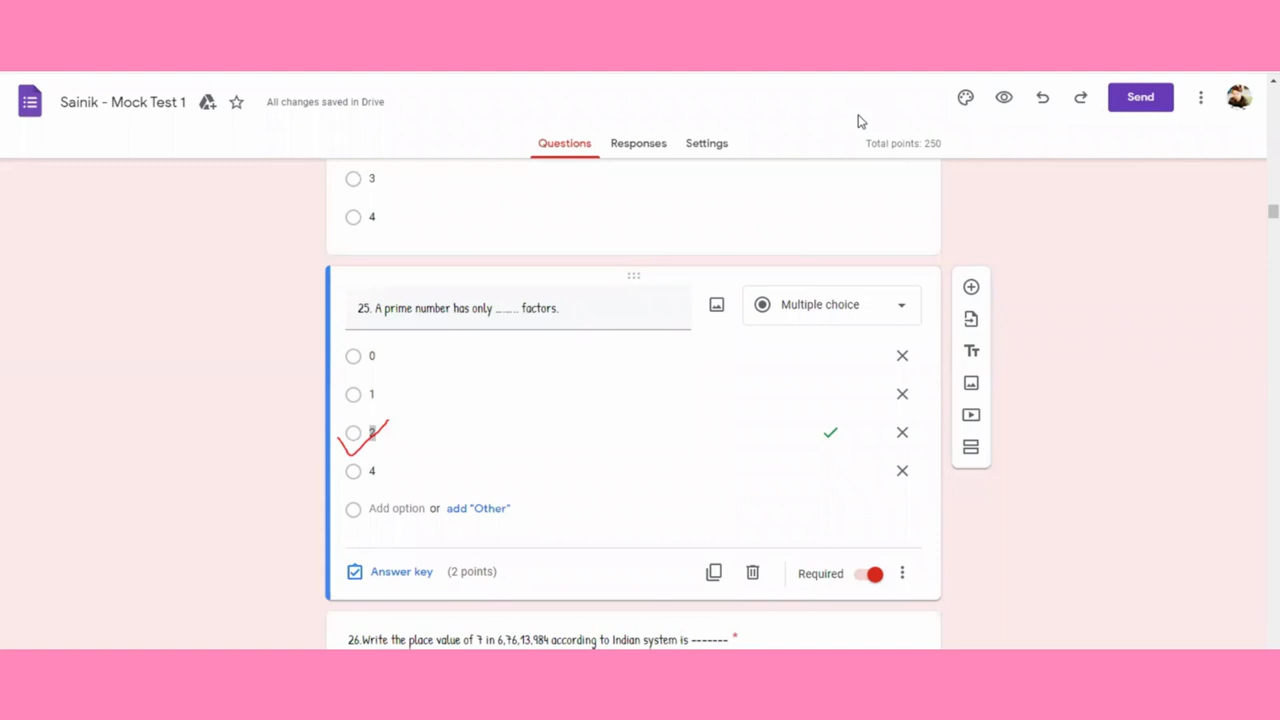 Sainik - Mock Test 1
All changes saved in Drive
Send
Questions
Responses
Settings
Total points: 250
3
4
25. A prime number has only ......... factors.
Multiple choice
0
1
2
4
Add option or add "Other"
Answer key (2 points)
Required
Tт
26.Write the place value of 7 in 6,76,13,984 according to Indian system is ------- *